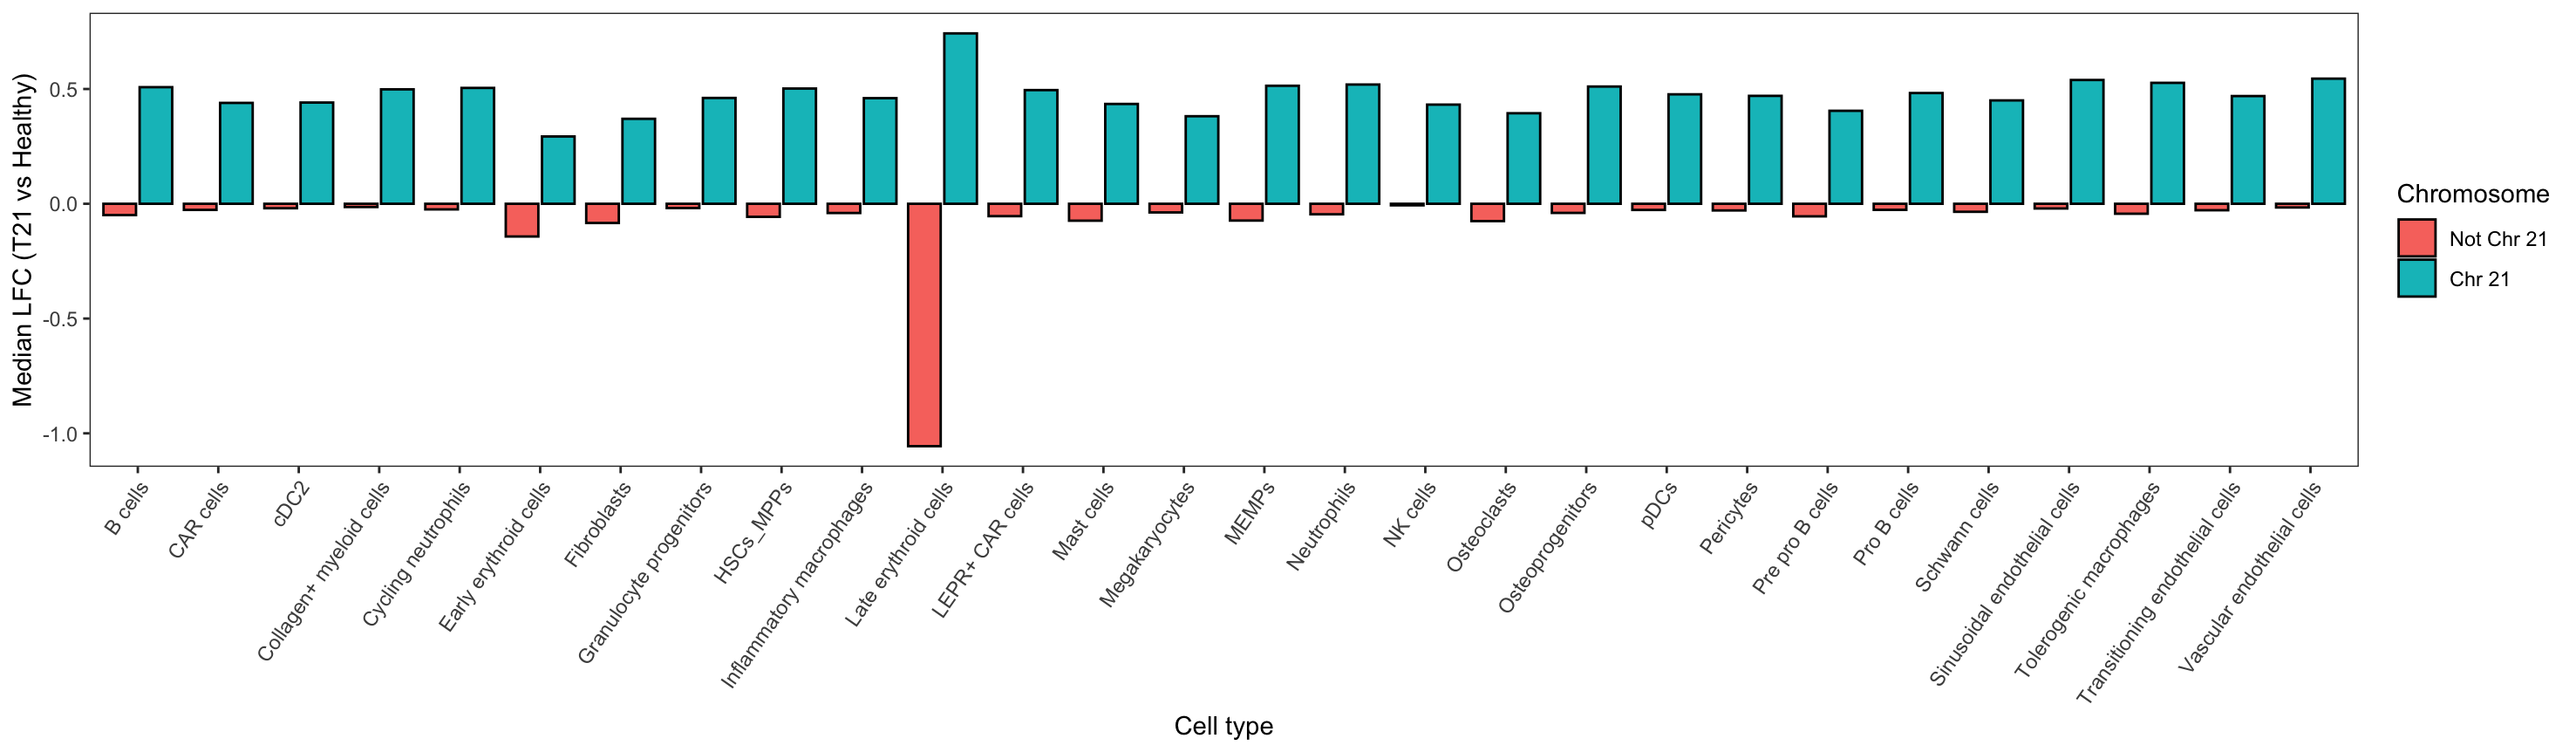 Median LFC (T21 vs Healthy)
0.5
0.0
-0.5
-1.0
B cells
CAR cells
cDC2
Collagen+ myeloid cells
Cycling neutrophils
Early erythroid cells
Fibroblasts
Granulocyte progenitors
HSCs_MPPs
Inflammatory macrophages
Late erythroid cells
LEPR+ CAR cells
Mast cells
Megakaryocytes
MEMPs
Neutrophils
NK cells
Osteoclasts
Osteoprogenitors
pDCs
Pericytes
Pre pro B cells
Pro B cells
Schwann cells
Sinusoidal endothelial cells
Tolerogenic macrophages
Transitioning endothelial cells
Vascular endothelial cells
Cell type
Chromosome
Not Chr 21
Chr 21